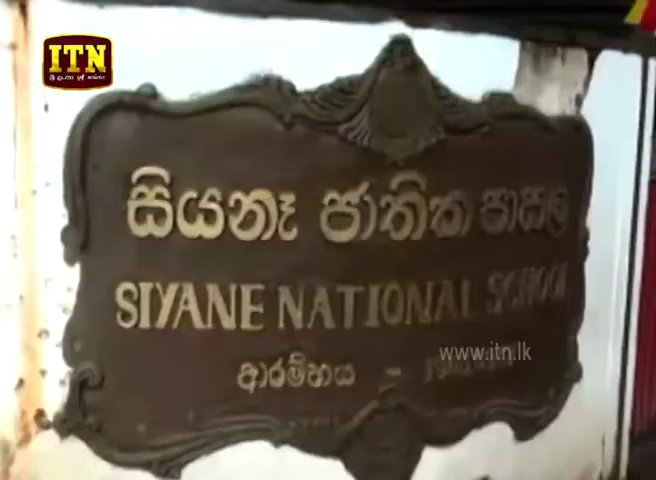 ITN
ශ්‍රී ලංකා
සියනෑ ජාතික පාසල
SIYANE NATIONAL SCHOOL
www.itn.lk
ආරම්භය -